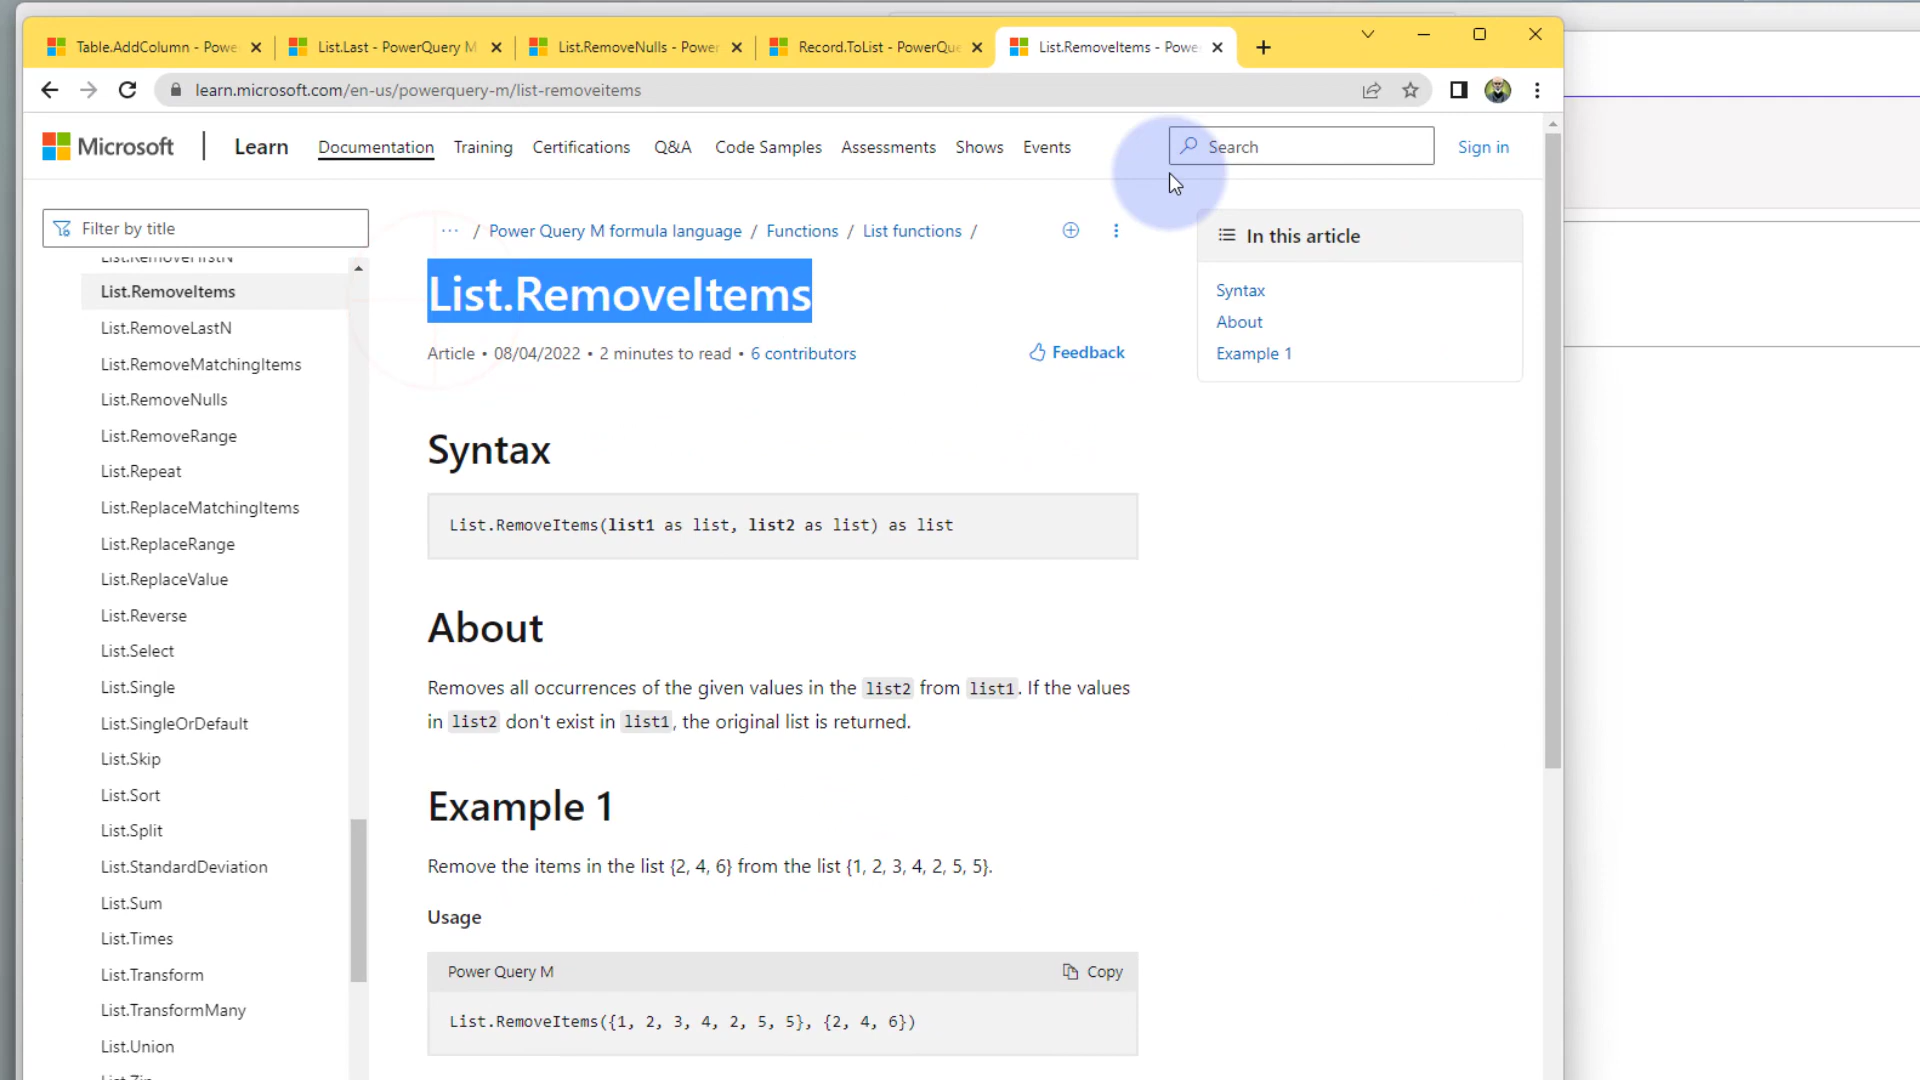 Table.AddColumn - Powe
List.Last - PowerQuery M
List.RemoveNulls - Power
Record.ToList - PowerQue
List.RemoveItems - Powe
learn.microsoft.com/en-us/powerquery-m/list-removeitems
Microsoft
Learn
Documentation
Training
Certifications
Q&A
Code Samples
Assessments
Shows
Events
Search
Sign in
Filter by title
List.RemoveFirstN
List.RemoveItems
List.RemoveLastN
List.RemoveMatchingItems
List.RemoveNulls
List.RemoveRange
List.Repeat
List.ReplaceMatchingItems
List.ReplaceRange
List.ReplaceValue
List.Reverse
List.Select
List.Single
List.SingleOrDefault
List.Skip
List.Sort
List.Split
List.StandardDeviation
List.Sum
List.Times
List.Transform
List.TransformMany
List.Union
··· / Power Query M formula language / Functions / List functions /
List.RemoveItems
Article • 08/04/2022 • 2 minutes to read • 6 contributors
Feedback
Syntax
List.RemoveItems(list1 as list, list2 as list) as list
About
Removes all occurrences of the given values in the list2 from list1. If the values
in list2 don't exist in list1, the original list is returned.
Example 1
Remove the items in the list {2, 4, 6} from the list {1, 2, 3, 4, 2, 5, 5}.
Usage
Power Query M
Copy
List.RemoveItems({1, 2, 3, 4, 2, 5, 5}, {2, 4, 6})
In this article
Syntax
About
Example 1